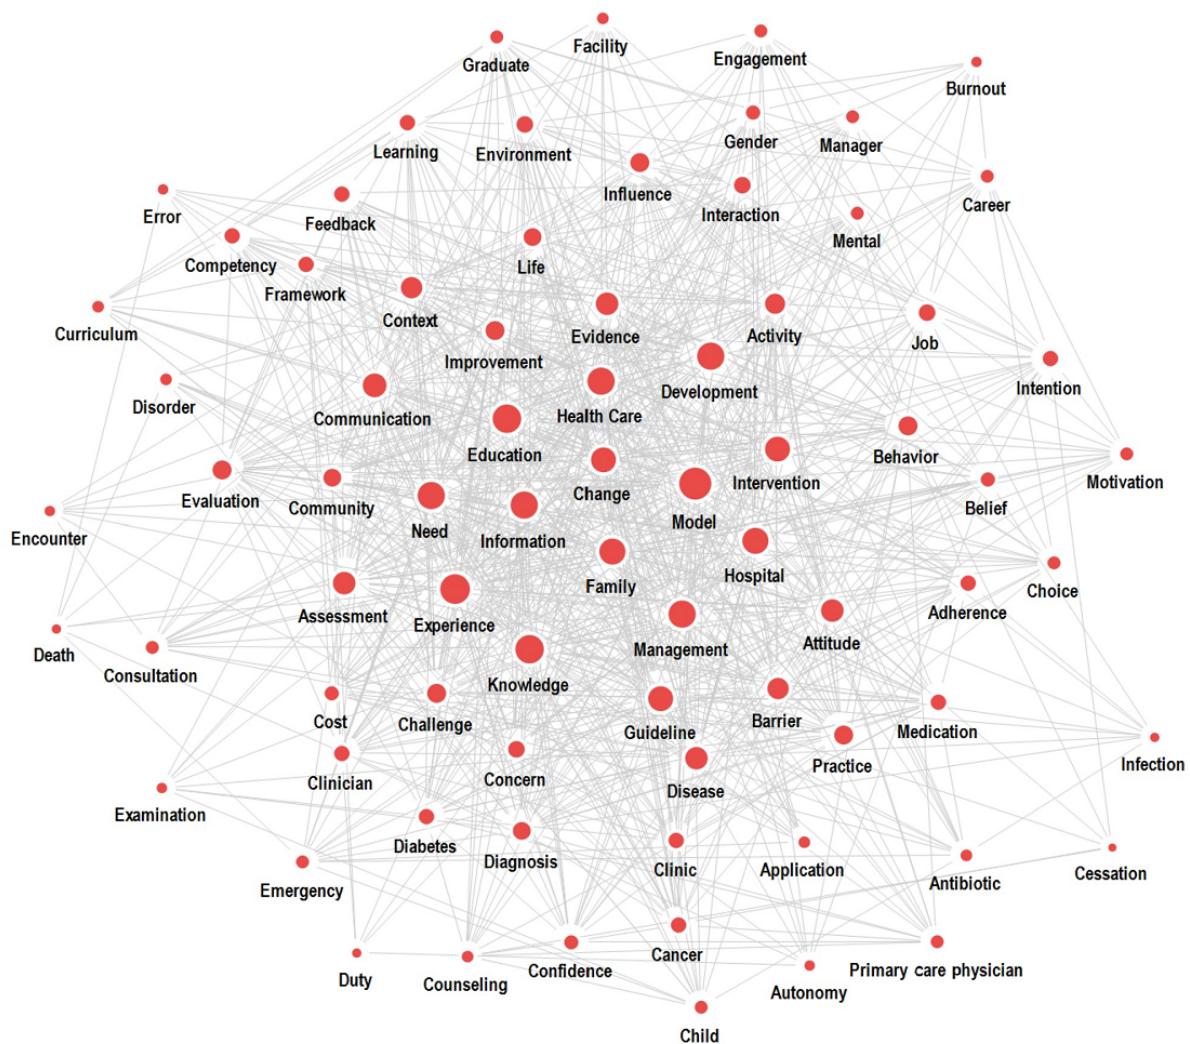 Facility
Engagement
Graduate
Burnout
Gender
Manager
Learning
Environment
Influence
Interaction
Career
Error
Feedback
Mental
Competency
Life
Framework
Context
Evidence
Activity
Curriculum
Job
Improvement
Development
Intention
Disorder
Communication
Health Care
Education
Behavior
Motivation
Evaluation
Community
Change
Intervention
Belief
Need
Model
Encounter
Information
Family
Hospital
Choice
Assessment
Experience
Adherence
Death
Consultation
Management
Attitude
Knowledge
Cost
Challenge
Guideline
Barrier
Medication
Clinician
Concern
Practice
Infection
Disease
Examination
Diabetes
Diagnosis
Clinic
Application
Cessation
Emergency
Antibiotic
Duty
Counseling
Confidence
Cancer
Primary care physician
Autonomy
Child